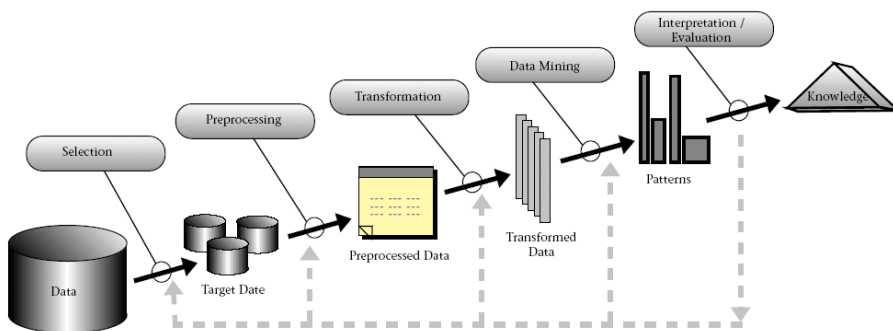 Interpretation /
Evaluation
Data Mining
Transformation
Preprocessing
Selection
Knowledge
Patterns
Transformed
Data
Preprocessed Data
Target Date
Data